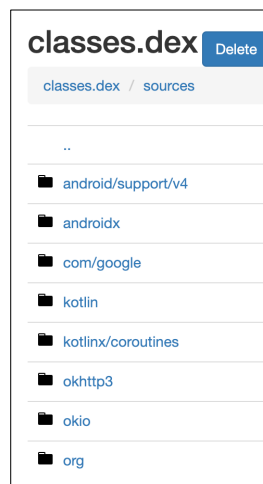 classes.dex Delete
classes.dex / sources
..
android/support/v4
androidx
com/google
kotlin
kotlinx/coroutines
okhttp3
okio
org